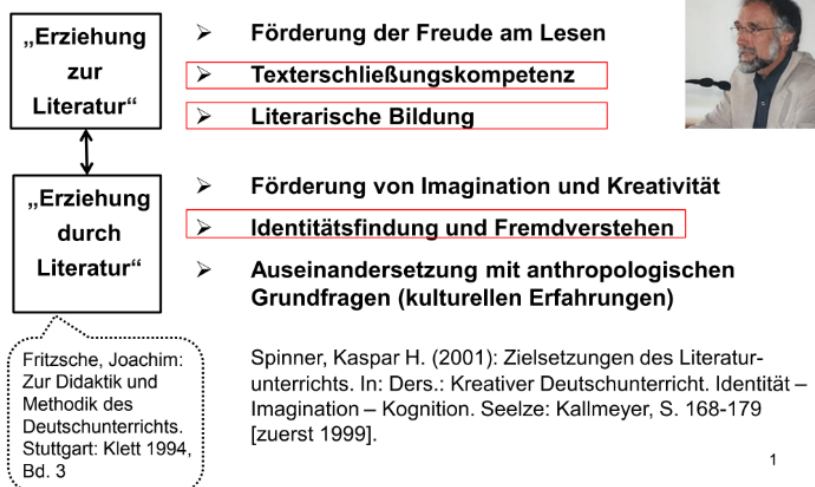 „Erziehung
zur
Literatur“
➢ Förderung der Freude am Lesen
➢ Texterschließungskompetenz
➢ Literarische Bildung
„Erziehung
durch
Literatur“
➢ Förderung von Imagination und Kreativität
➢ Identitätsfindung und Fremdverstehen
➢ Auseinandersetzung mit anthropologischen
Grundfragen (kulturellen Erfahrungen)
Fritzsche, Joachim:
Zur Didaktik und
Methodik des
Deutschunterrichts.
Stuttgart: Klett 1994,
Bd. 3
Spinner, Kaspar H. (2001): Zielsetzungen des Literatur-
unterrichts. In: Ders.: Kreativer Deutschunterricht. Identität –
Imagination – Kognition. Seelze: Kallmeyer, S. 168-179
[zuerst 1999].
1